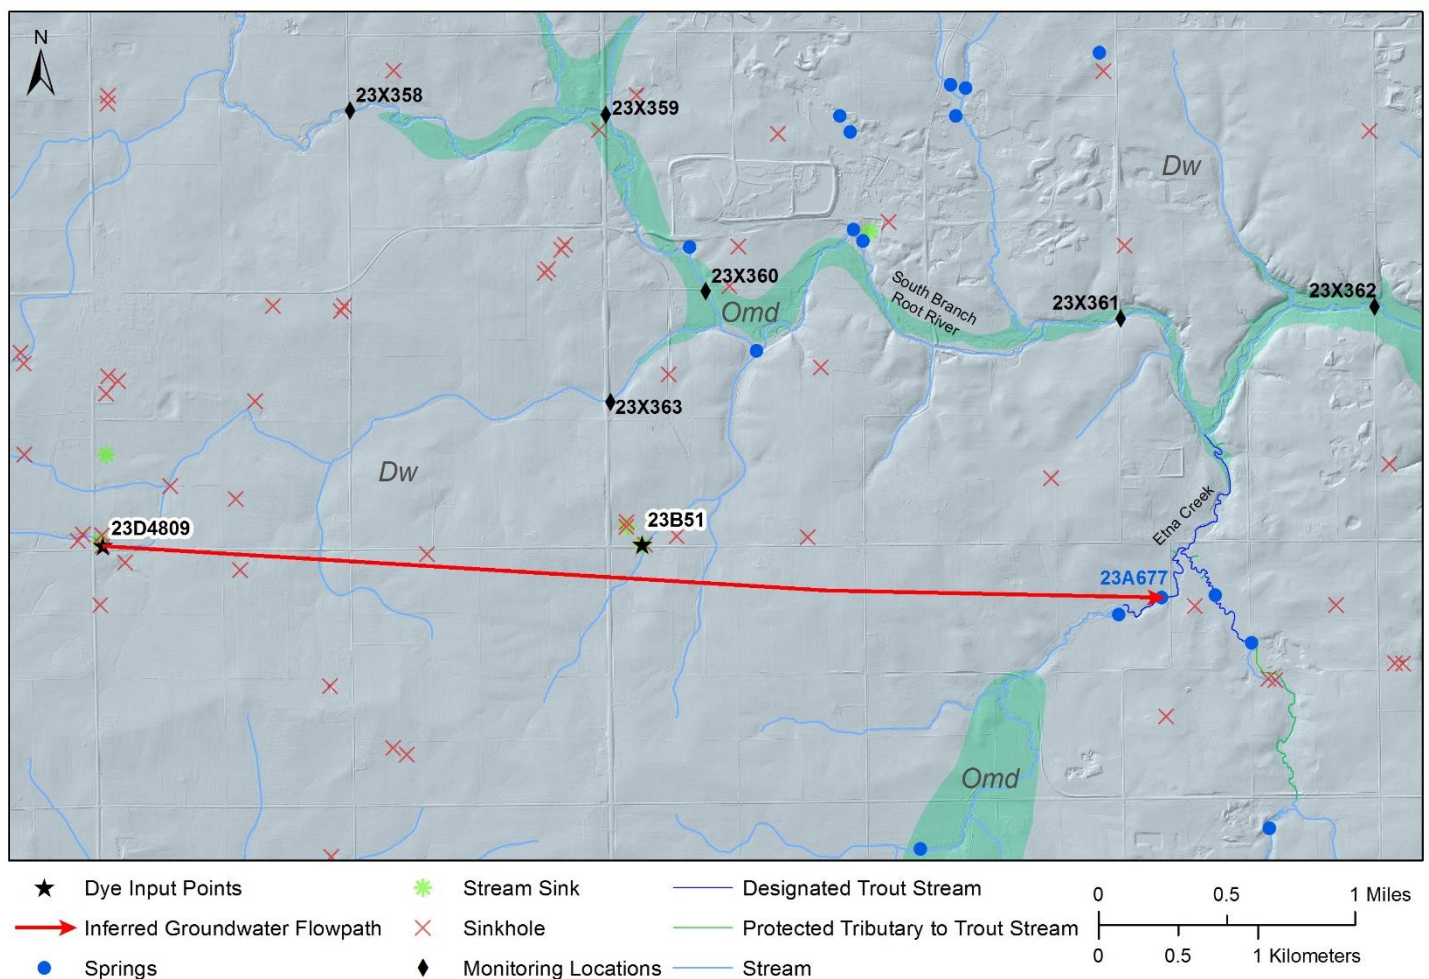 N
23X358
23X359
Dw
23X360
Omd
South Branch
Root River
23X361
23X362
23X363
Dw
23D4809
23B51
Etna Creek
23A677
Omd
Dye Input Points
Stream Sink
Designated Trout Stream
Inferred Groundwater Flowpath
Sinkhole
Protected Tributary to Trout Stream
Springs
Monitoring Locations
Stream
0 0.5 1 Miles
0 0.5 1 Kilometers